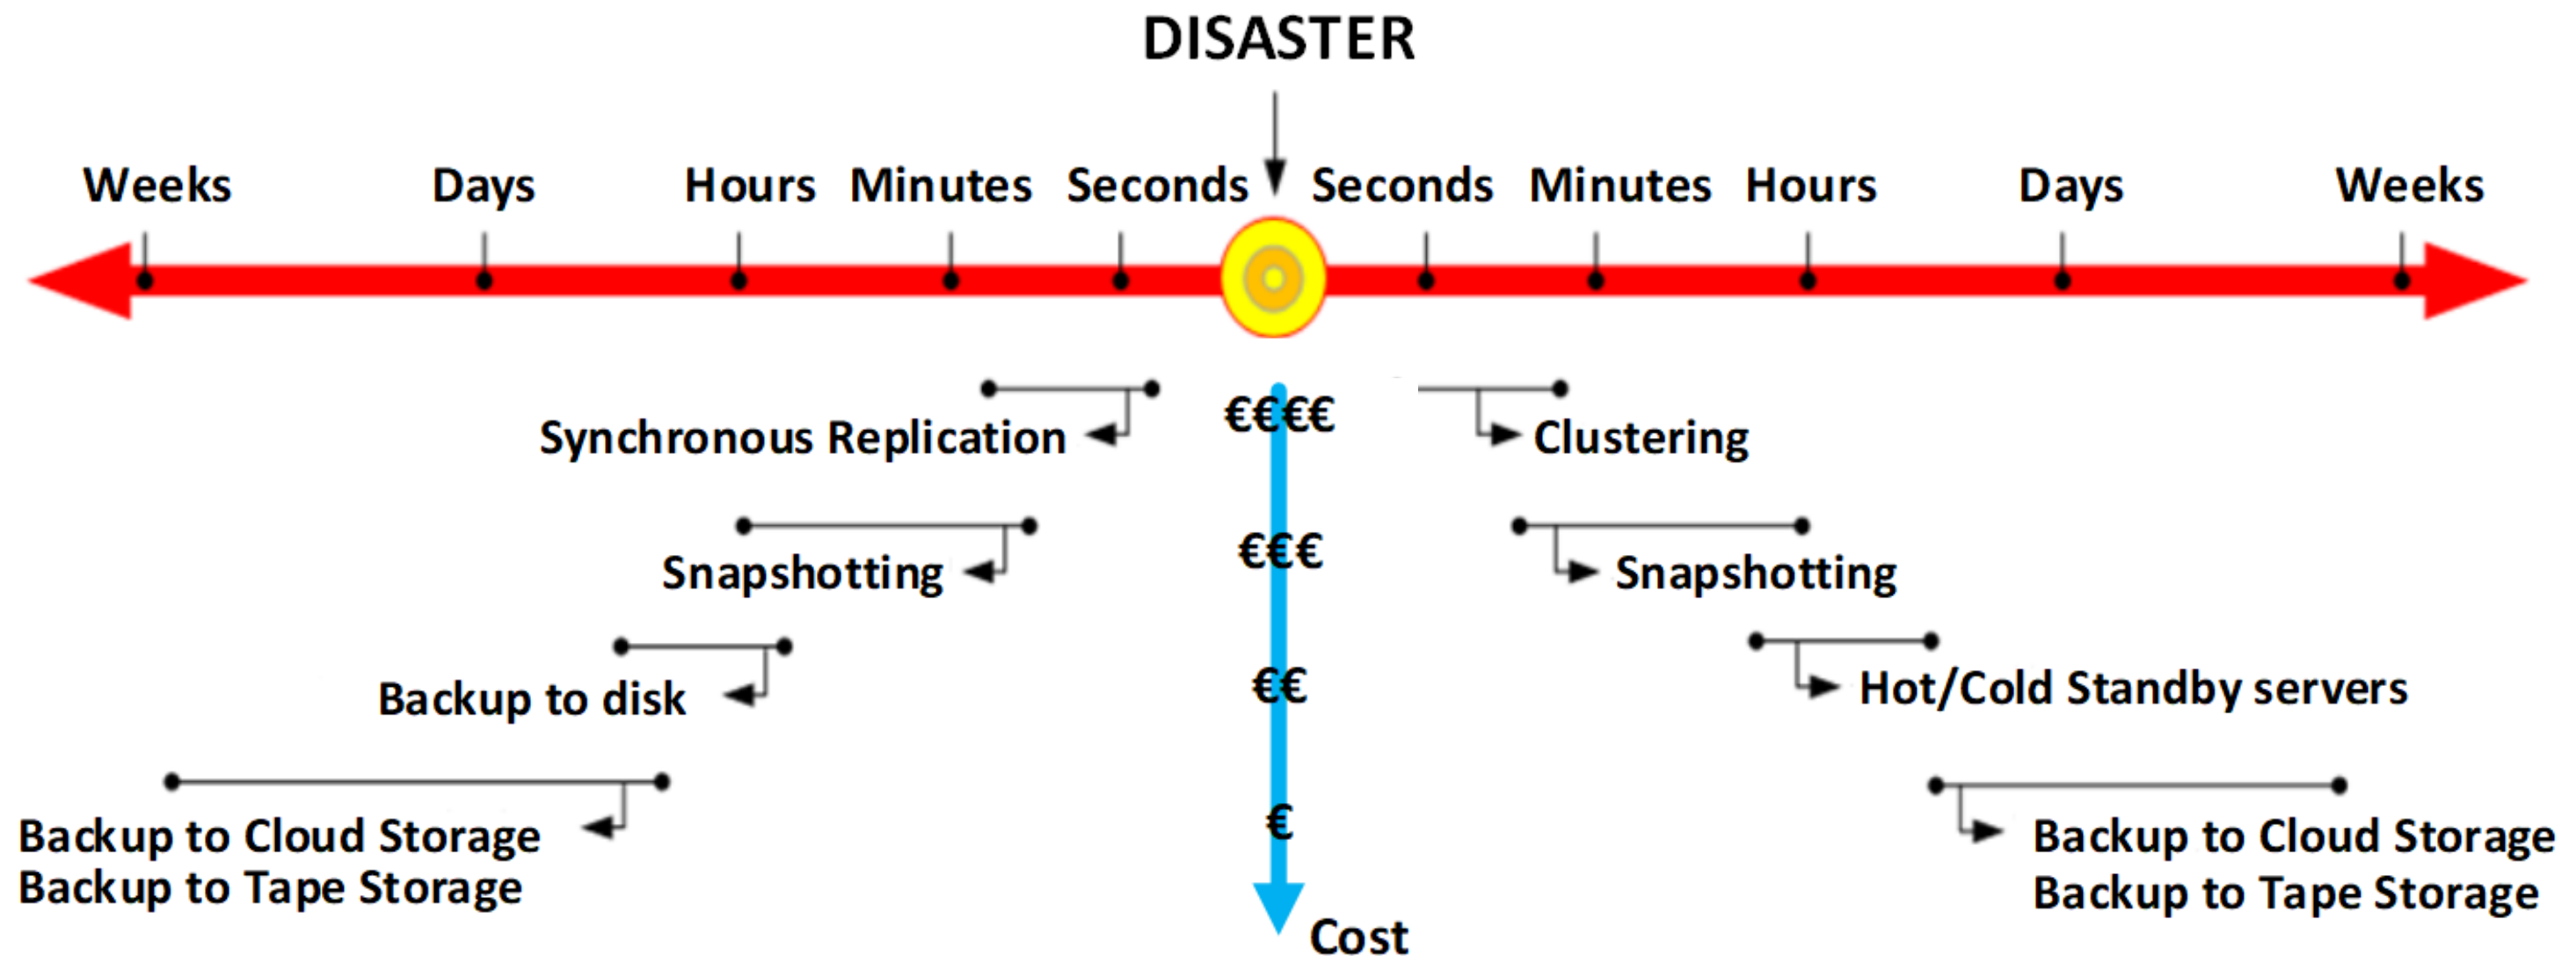 DISASTER
Weeks Days Hours Minutes Seconds Seconds Minutes Hours Days Weeks
€€€€
Synchronous Replication Clustering
€€€
Snapshotting Snapshotting
€€
Backup to disk Hot/Cold Standby servers
€
Backup to Cloud Storage Backup to Cloud Storage
Backup to Tape Storage Backup to Tape Storage
Cost